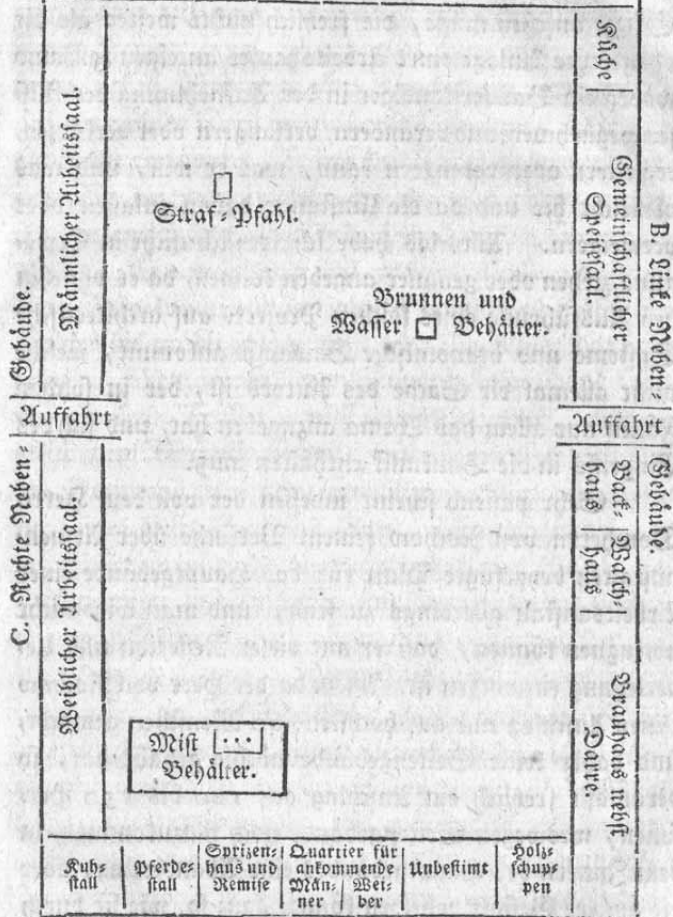 Küche
Gemeinschaftlicher
Speisesaal.
B. Linke Neben-
Straf-Pfahl.
Brunnen und
Wasser Behälter.
Männlicher Arbeitssaal
Gebäude.
Auffahrt
Auffahrt
C. Rechte Neben-
Weiblicher Arbeitssaal.
Gebäude.
Back- Wasch-
haus haus
Brauhaus nebst
Darre.
Mist ...
Behälter.
Kuh-
stall
Pferde-
stall
Sprizen-
haus und
Remise
Quartier für
ankommende
Män- Wei-
ner ber
Unbestimt
Holz-
Schup-
pen